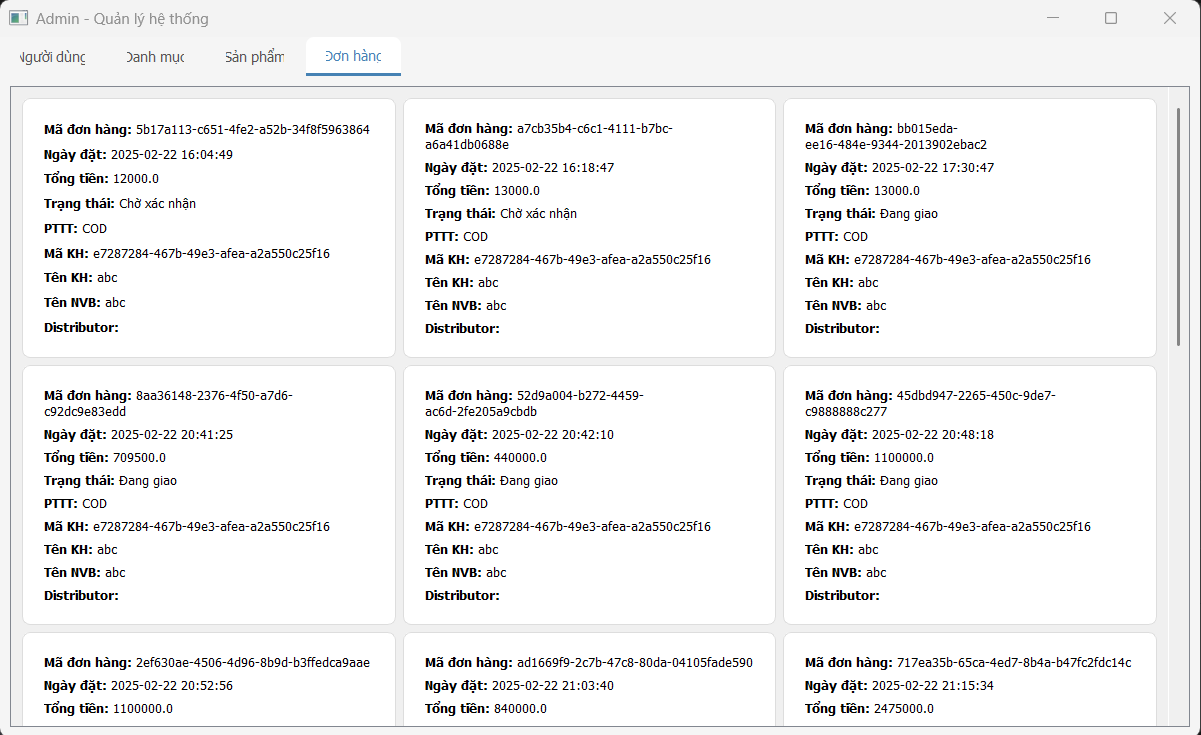 Admin - Quản lý hệ thống
Người dùng Danh mục Sản phẩm Đơn hàng
Mã đơn hàng: 5b17a113-c651-4fe2-a52b-34f8f5963864
Ngày đặt: 2025-02-22 16:04:49
Tổng tiền: 12000.0
Trạng thái: Chờ xác nhận
PTTT: COD
Mã KH: e7287284-467b-49e3-afea-a2a550c25f16
Tên KH: abc
Tên NVB: abc
Distributor:
Mã đơn hàng: a7cb35b4-c6c1-4111-b7bc-
a6a41db0688e
Ngày đặt: 2025-02-22 16:18:47
Tổng tiền: 13000.0
Trạng thái: Chờ xác nhận
PTTT: COD
Mã KH: e7287284-467b-49e3-afea-a2a550c25f16
Tên KH: abc
Tên NVB: abc
Distributor:
Mã đơn hàng: bb015eda-
ee16-484e-9344-2013902ebac2
Ngày đặt: 2025-02-22 17:30:47
Tổng tiền: 13000.0
Trạng thái: Đang giao
PTTT: COD
Mã KH: e7287284-467b-49e3-afea-a2a550c25f16
Tên KH: abc
Tên NVB: abc
Distributor:
Mã đơn hàng: 8aa36148-2376-4f50-a7d6-
c92dc9e83edd
Ngày đặt: 2025-02-22 20:41:25
Tổng tiền: 709500.0
Trạng thái: Đang giao
PTTT: COD
Mã KH: e7287284-467b-49e3-afea-a2a550c25f16
Tên KH: abc
Tên NVB: abc
Distributor:
Mã đơn hàng: 52d9a004-b272-4459-
ac6d-2fe205a9cbdb
Ngày đặt: 2025-02-22 20:42:10
Tổng tiền: 440000.0
Trạng thái: Đang giao
PTTT: COD
Mã KH: e7287284-467b-49e3-afea-a2a550c25f16
Tên KH: abc
Tên NVB: abc
Distributor:
Mã đơn hàng: 45dbd947-2265-450c-9de7-
c9888888c277
Ngày đặt: 2025-02-22 20:48:18
Tổng tiền: 1100000.0
Trạng thái: Đang giao
PTTT: COD
Mã KH: e7287284-467b-49e3-afea-a2a550c25f16
Tên KH: abc
Tên NVB: abc
Distributor:
Mã đơn hàng: 2ef630ae-4506-4d96-8b9d-b3ffedca9aae
Ngày đặt: 2025-02-22 20:52:56
Tổng tiền: 1100000.0
Mã đơn hàng: ad1669f9-2c7b-47c8-80da-04105fade590
Ngày đặt: 2025-02-22 21:03:40
Tổng tiền: 840000.0
Mã đơn hàng: 717ea35b-65ca-4ed7-8b4a-b47fc2fdc14c
Ngày đặt: 2025-02-22 21:15:34
Tổng tiền: 2475000.0